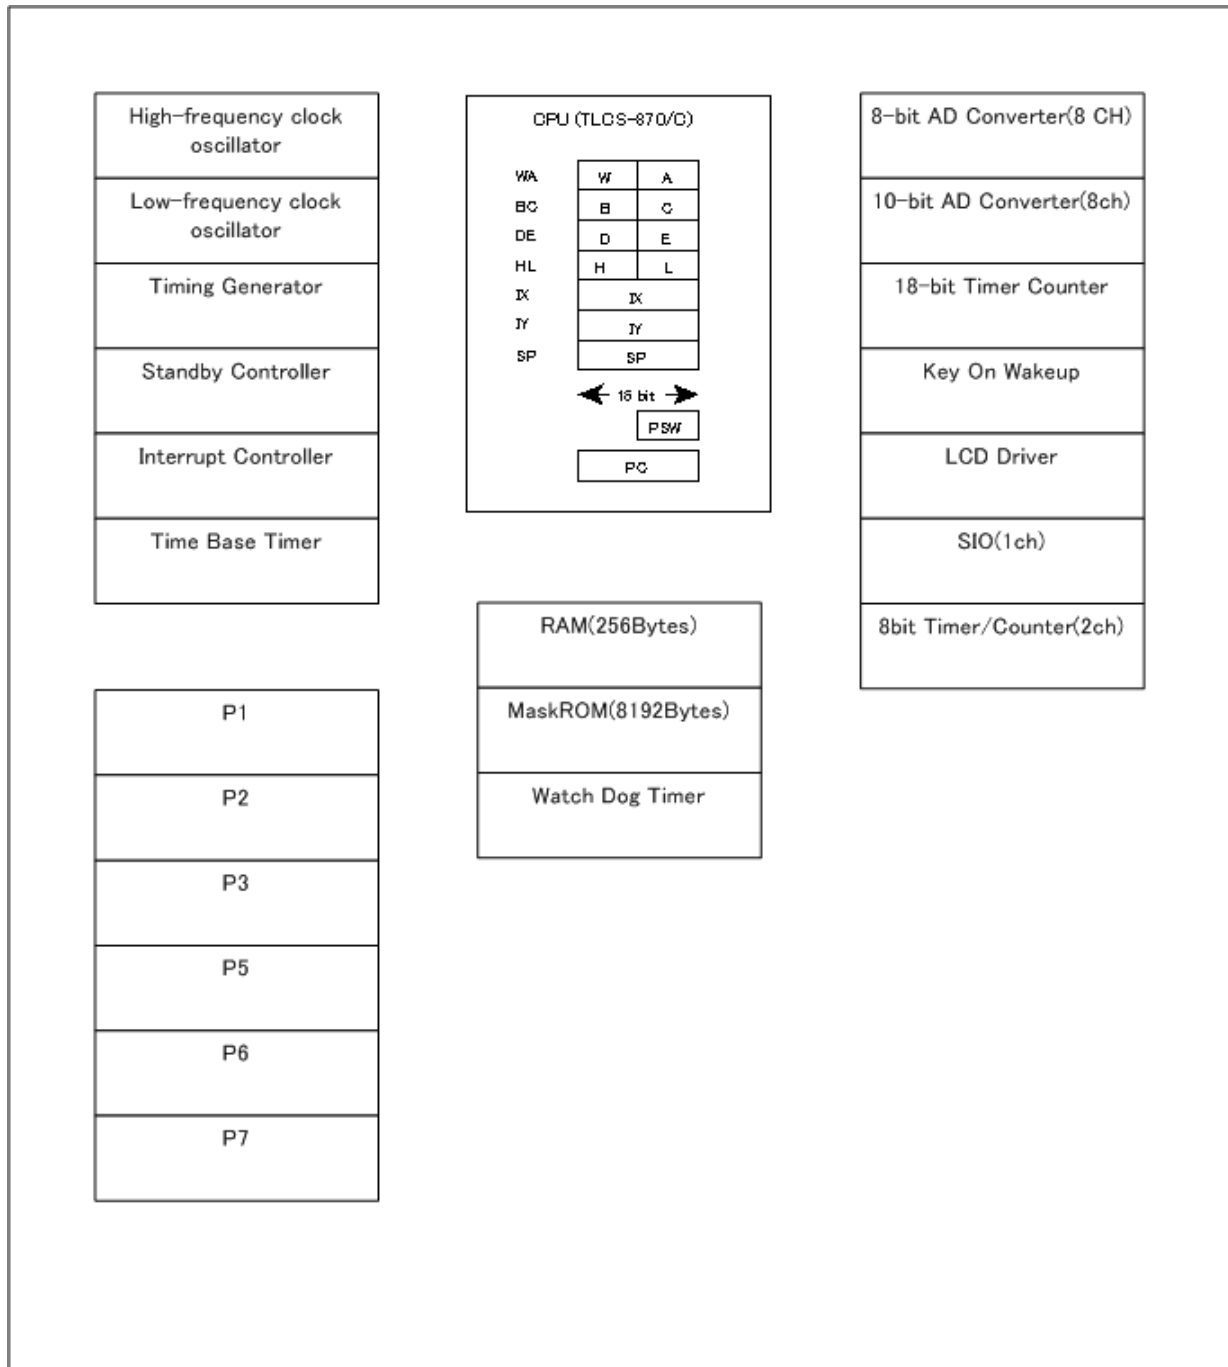 High-frequency clock
oscillator
Low-frequency clock
oscillator
Timing Generator
Standby Controller
Interrupt Controller
Time Base Timer
P1
P2
P3
P5
P6
P7
CPU (TLCS-870/C)
WA W A
BC B C
DE D E
HL H L
IX IX
IY IY
SP SP
16 bit
PSW
PC
RAM(256Bytes)
MaskROM(8192Bytes)
Watch Dog Timer
8-bit AD Converter(8 CH)
10-bit AD Converter(8ch)
18-bit Timer Counter
Key On Wakeup
LCD Driver
SIO(1ch)
8bit Timer/Counter(2ch)